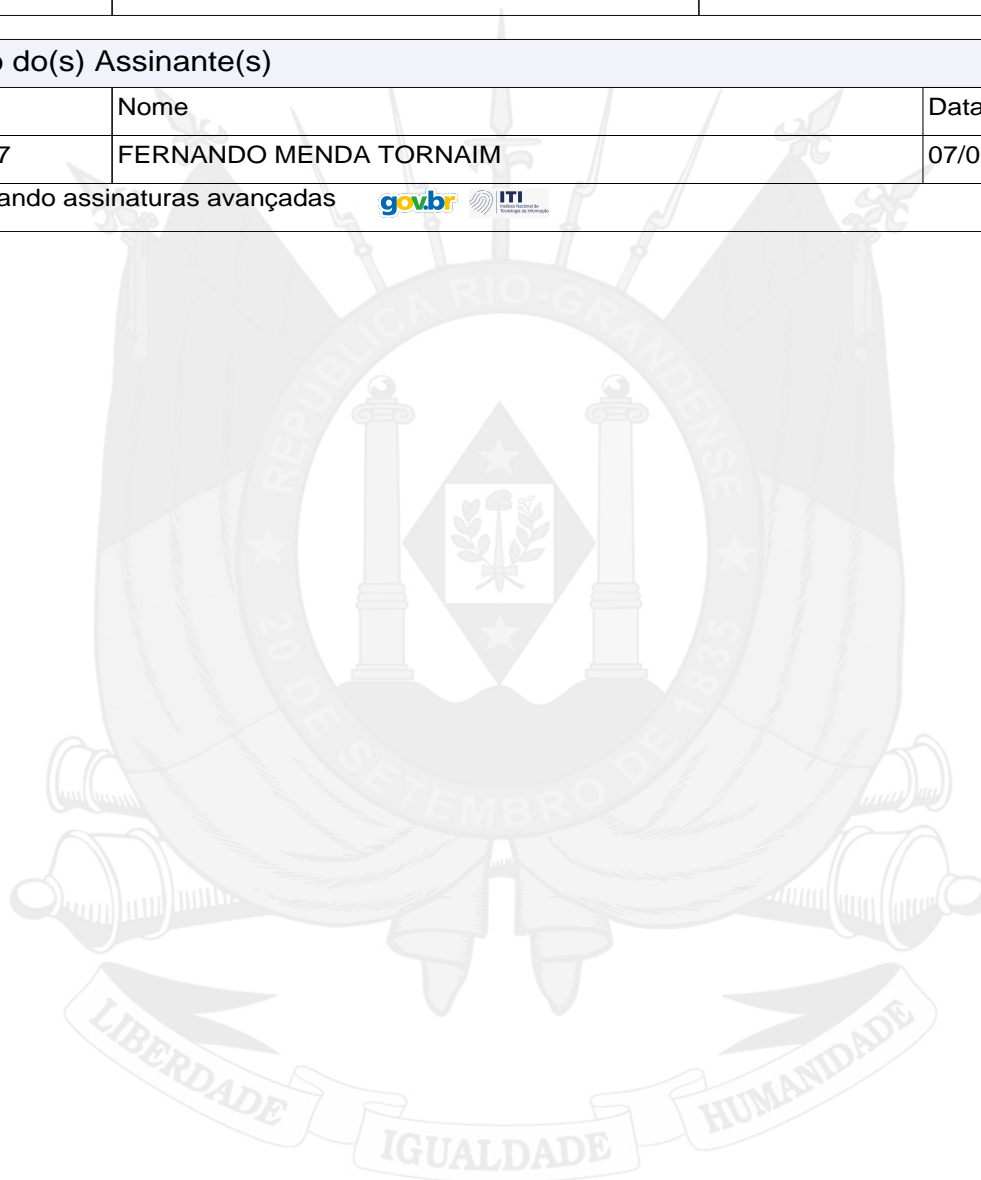 o do(s) Assinante(s)
Nome
Data
7
FERNANDO MENDA TORNAIM
07/0
ando assinaturas avançadas
gov.br
ITI
REPÚBLICA RIO-GRANDENSE
20 DE SETEMBRO DE 1835
LIBERDADE
IGUALDADE
HUMANIDADE